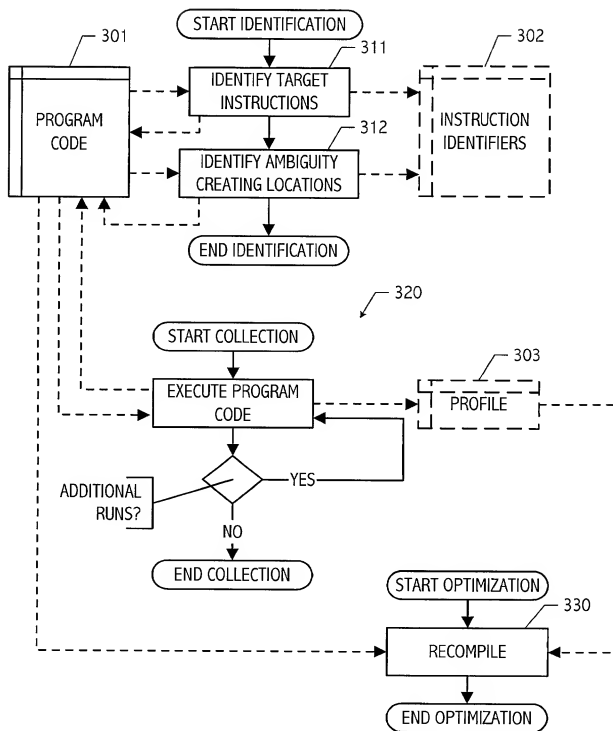 START IDENTIFICATION
301
311
302
IDENTIFY TARGET
INSTRUCTIONS
PROGRAM
CODE
INSTRUCTION
IDENTIFIERS
312
IDENTIFY AMBIGUITY
CREATING LOCATIONS
END IDENTIFICATION
320
START COLLECTION
303
EXECUTE PROGRAM
CODE
PROFILE
ADDITIONAL
RUNS?
YES
NO
END COLLECTION
START OPTIMIZATION
330
RECOMPILE
END OPTIMIZATION